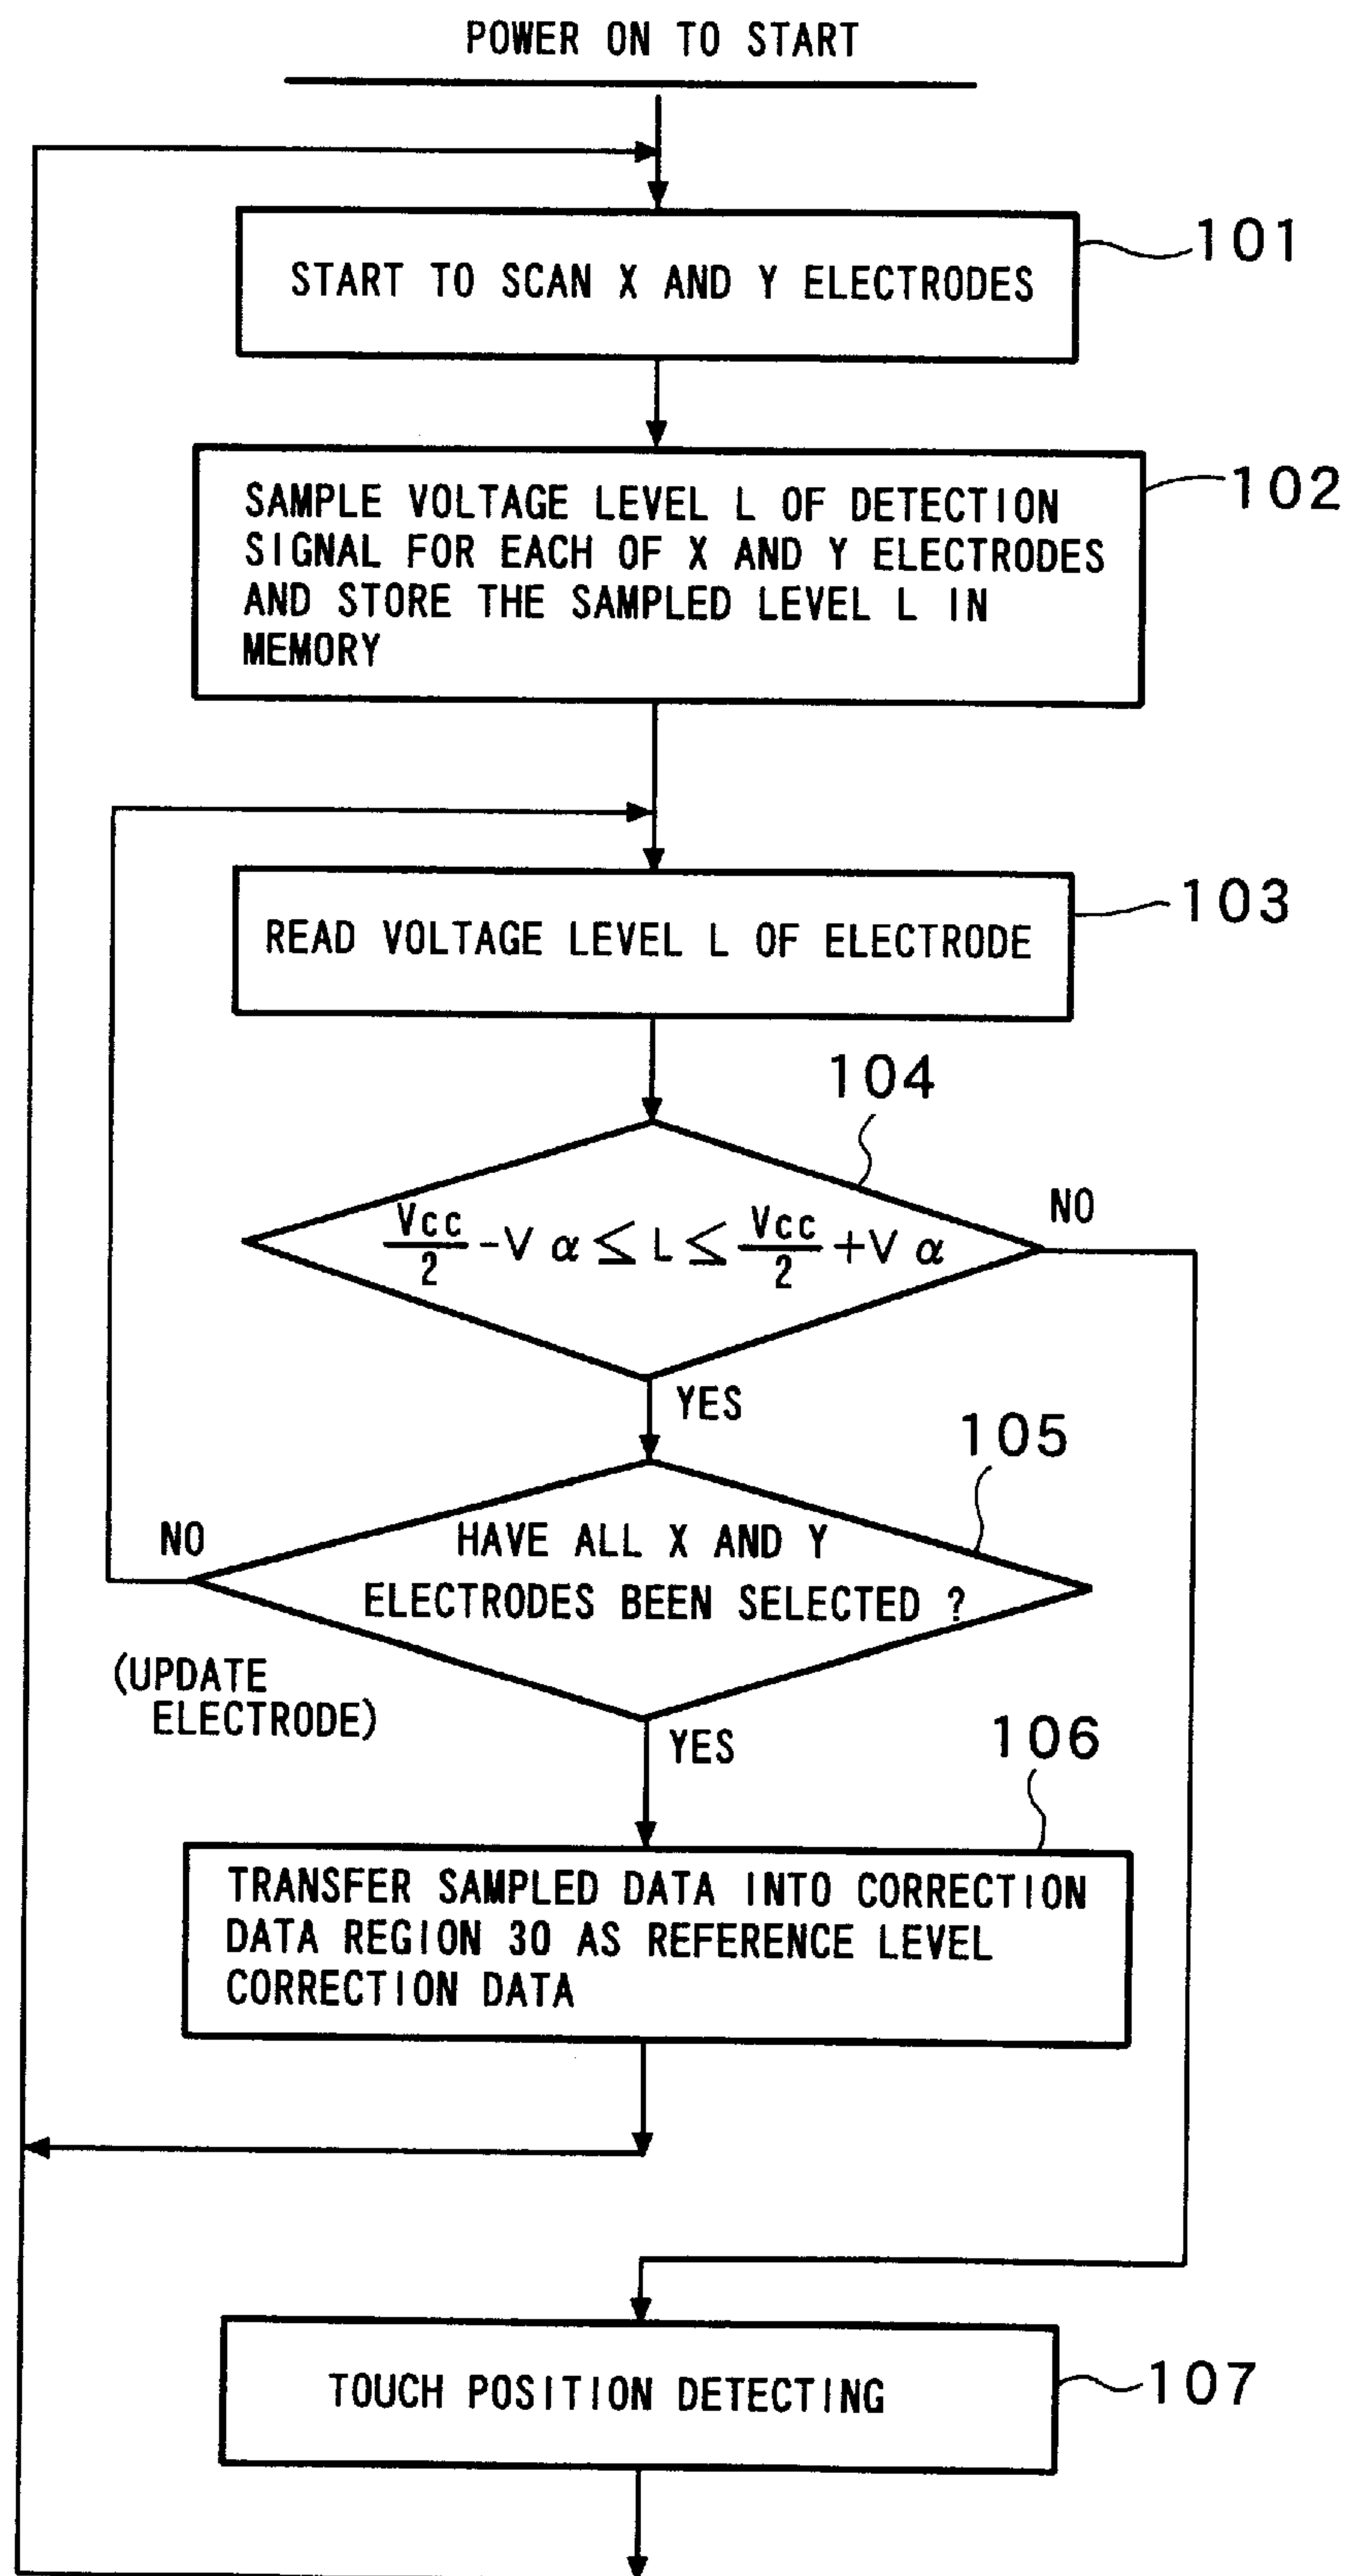 POWER ON TO START
101
START TO SCAN X AND Y ELECTRODES
102
SAMPLE VOLTAGE LEVEL L OF DETECTION
SIGNAL FOR EACH OF X AND Y ELECTRODES
AND STORE THE SAMPLED LEVEL L IN
MEMORY
103
READ VOLTAGE LEVEL L OF ELECTRODE
104
NO
Vcc/2 -V α ≤ L ≤ Vcc/2 +V α
YES
105
NO
HAVE ALL X AND Y
ELECTRODES BEEN SELECTED ?
(UPDATE
ELECTRODE)
YES
106
TRANSFER SAMPLED DATA INTO CORRECTION
DATA REGION 30 AS REFERENCE LEVEL
CORRECTION DATA
107
TOUCH POSITION DETECTING